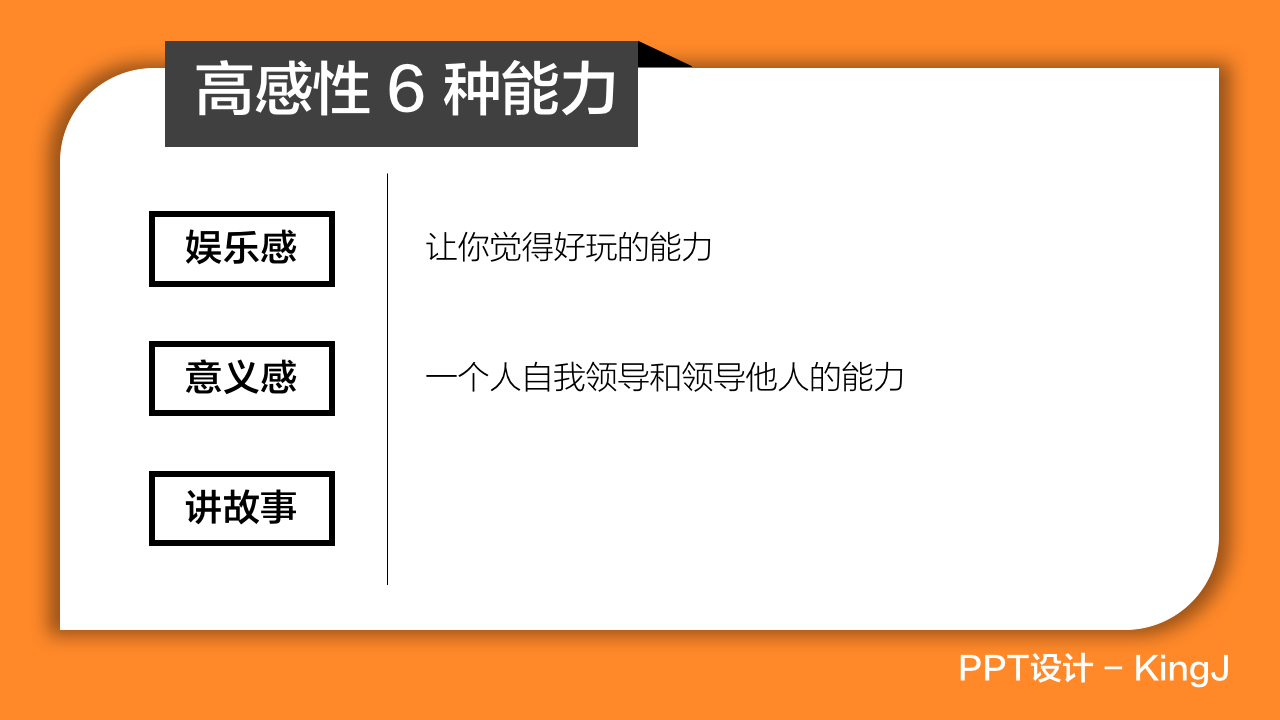 高感性 6 种能力
娱乐感
让你觉得好玩的能力
意义感
一个人自我领导和领导他人的能力
讲故事
PPT设计 – KingJ